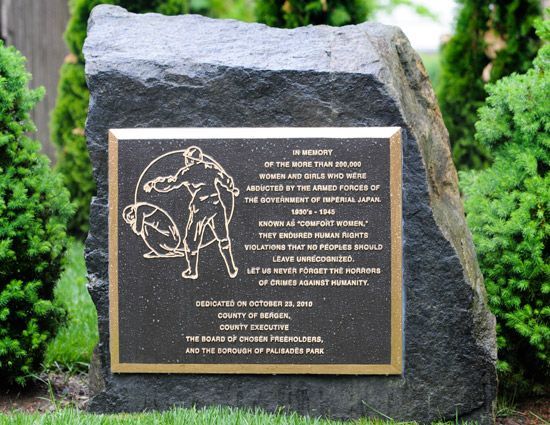 IN MEMORY
OF THE MORE THAN 200,000
WOMEN AND GIRLS WHO WERE
ABDUCTED BY THE ARMED FORCES OF
THE GOVERNMENT OF IMPERIAL JAPAN.
1930's - 1945
KNOWN AS "COMFORT WOMEN,"
THEY ENDURED HUMAN RIGHTS
VIOLATIONS THAT NO PEOPLES SHOULD
LEAVE UNRECOGNIZED.
LET US NEVER FORGET THE HORRORS
OF CRIMES AGAINST HUMANITY.
DEDICATED ON OCTOBER 23, 2010
COUNTY OF BERGEN,
COUNTY EXECUTIVE
THE BOARD OF CHOSEN FREEHOLDERS,
AND THE BOROUGH OF PALISADES PARK